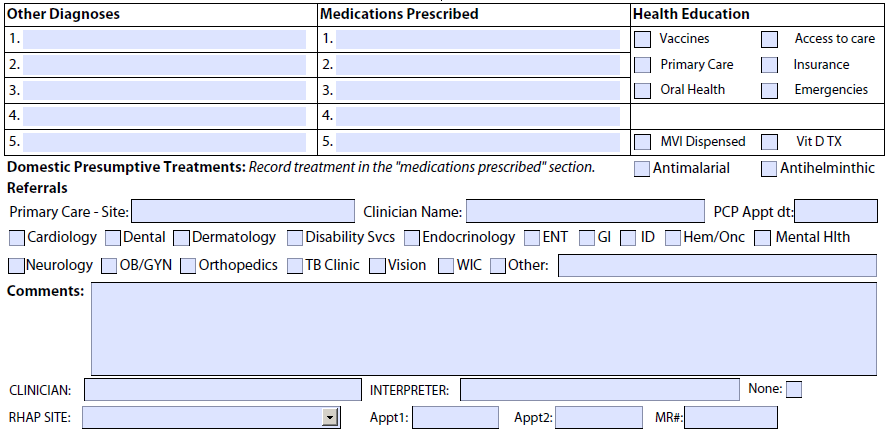 Other Diagnoses Medications Prescribed Health Education
1. 1. Vaccines Access to care
2. 2. Primary Care Insurance
3. 3. Oral Health Emergencies
4. 4.
5. 5. MVI Dispensed Vit D TX
Domestic Presumptive Treatments: Record treatment in the "medications prescribed" section. Antimalarial Antihelminthic
Referrals
Primary Care - Site: Clinician Name: PCP Appt dt:
Cardiology Dental Dermatology Disability Svcs Endocrinology ENT GI ID Hem/Onc Mental Hlth
Neurology OB/GYN Orthopedics TB Clinic Vision WIC Other:
Comments:
CLINICIAN: INTERPRETER: None:
RHAP SITE: Appt1: Appt2: MR#: